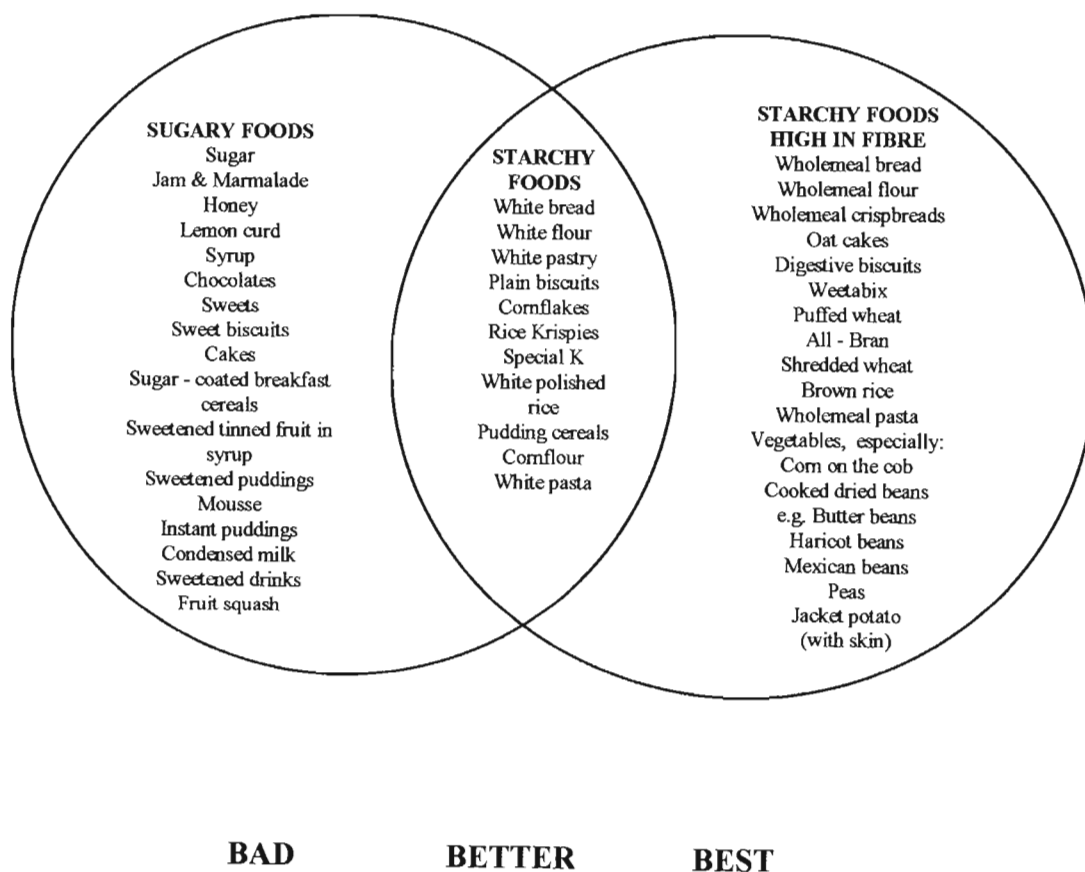 SUGARY FOODS
Sugar
Jam & Marmalade
Honey
Lemon curd
Syrup
Chocolates
Sweets
Sweet biscuits
Cakes
Sugar - coated breakfast
cereals
Sweetened tinned fruit in
syrup
Sweetened puddings
Mousse
Instant puddings
Condensed milk
Sweetened drinks
Fruit squash
STARCHY
FOODS
White bread
White flour
White pastry
Plain biscuits
Cornflakes
Rice Krispies
Special K
White polished
rice
Pudding cereals
Cornflour
White pasta
STARCHY FOODS
HIGH IN FIBRE
Wholemeal bread
Wholemeal flour
Wholemeal crispbreads
Oat cakes
Digestive biscuits
Weetabix
Puffed wheat
All - Bran
Shredded wheat
Brown rice
Wholemeal pasta
Vegetables, especially:
Corn on the cob
Cooked dried beans
e.g. Butter beans
Haricot beans
Mexican beans
Peas
Jacket potato
(with skin)
BAD BETTER BEST